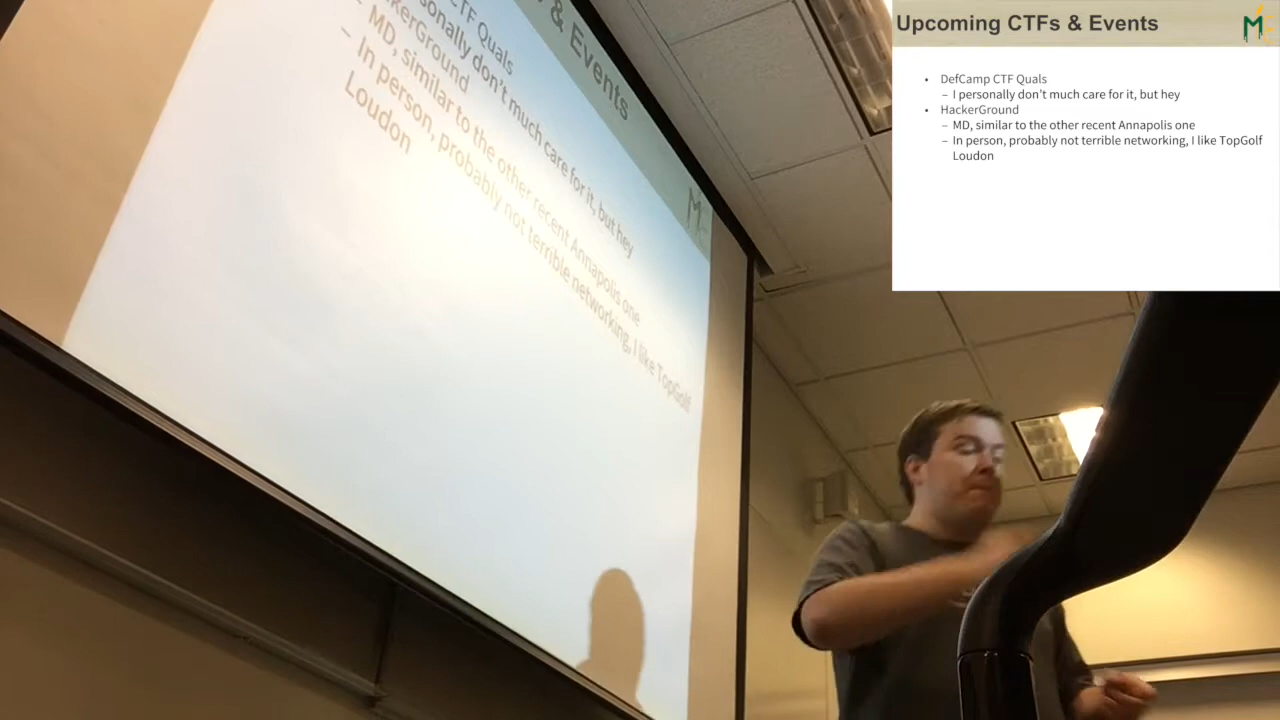 & Events
CTF Quals
sonally don't much care for it, but hey
kerGround
– MD, similar to the other recent Annapolis one
– In person, probably not terrible networking, I like TopGolf
Loudon
Upcoming CTFs & Events
• DefCamp CTF Quals
– I personally don't much care for it, but hey
• HackerGround
– MD, similar to the other recent Annapolis one
– In person, probably not terrible networking, I like TopGolf
Loudon